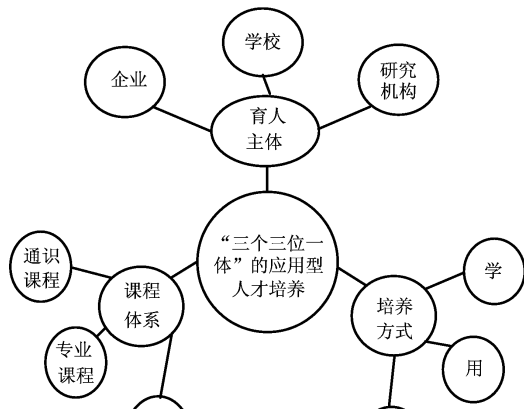 学校
企业
研究
机构
育人
主体
“三个三位一
体”的应用型
人才培养
通识
课程
课程
体系
专业
课程
培养
方式
学
用